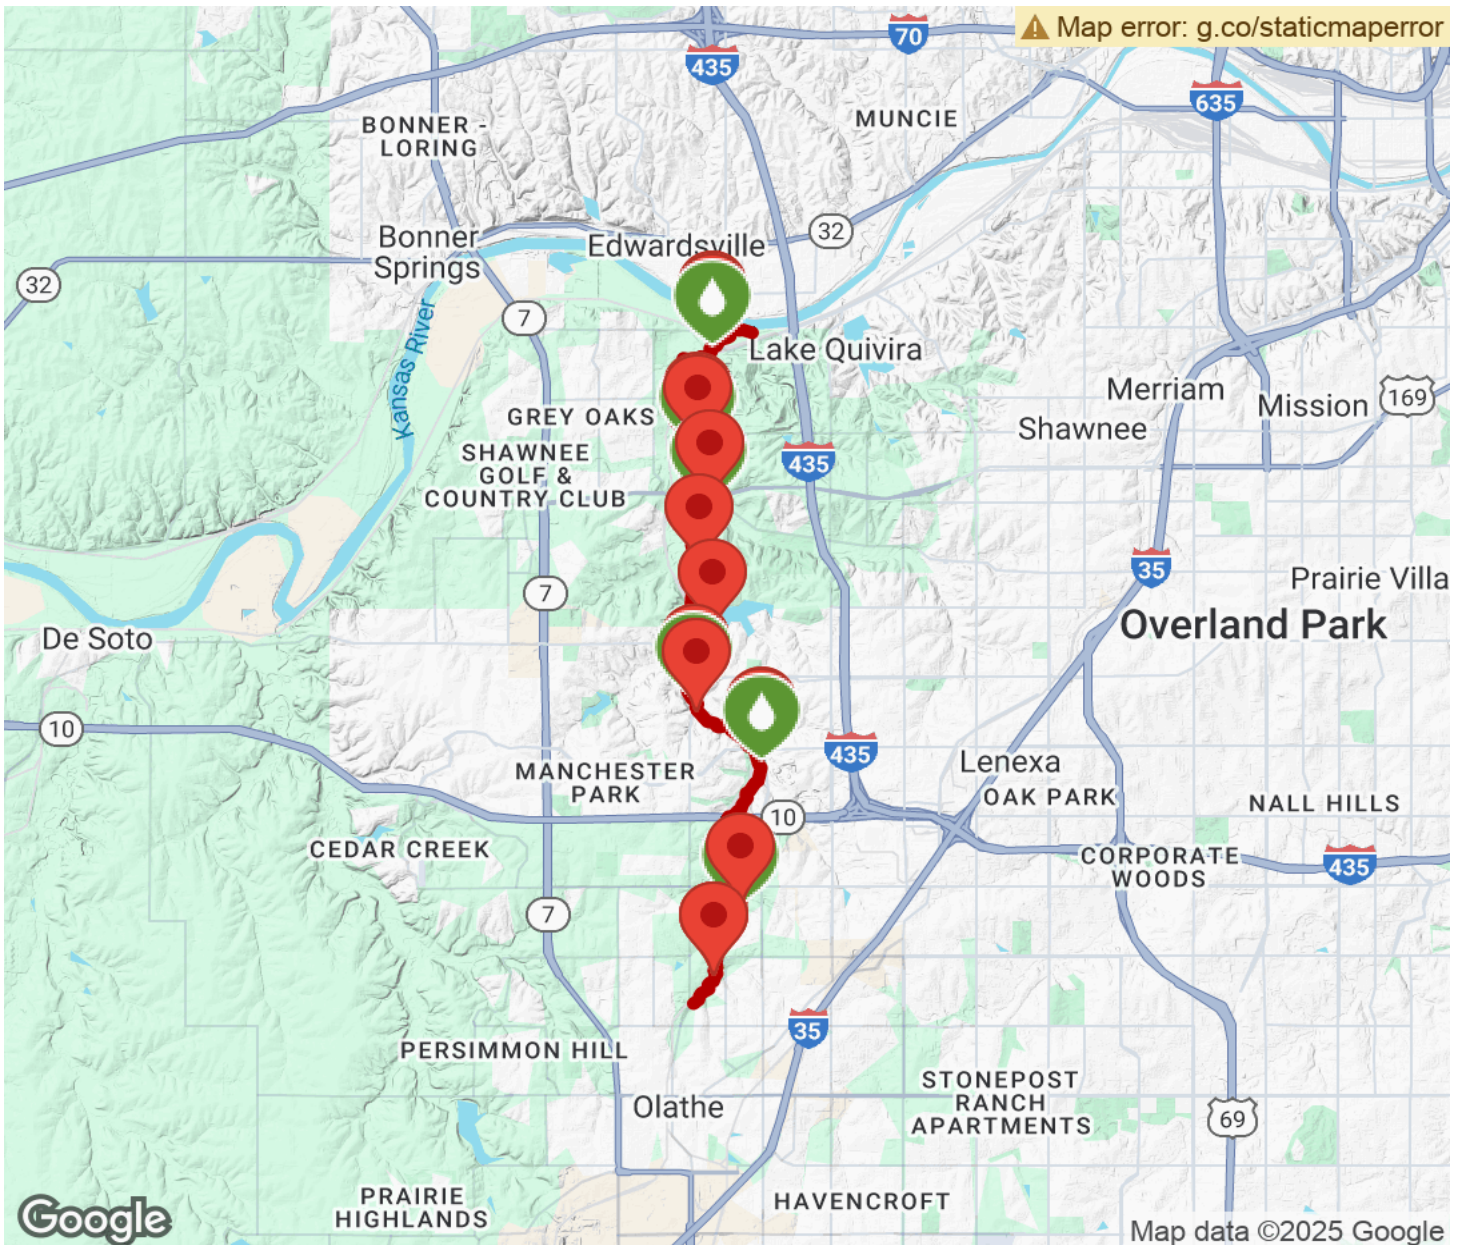 Map error: g.co/staticmaperror
70
435
635
MUNCIE
BONNER -
LORING
32
Bonner
Springs
Edwardsville
32
7
Kansas River
Lake Quivira
GREY OAKS
Merriam
Mission
169
Shawnee
SHAWNEE
GOLF &
COUNTRY CLUB
435
35
Prairie Villa
7
Overland Park
De Soto
10
435
Lenexa
MANCHESTER
PARK
OAK PARK
NALL HILLS
10
CEDAR CREEK
CORPORATE
WOODS
435
7
35
PERSIMMON HILL
STONEPOST
RANCH
APARTMENTS
Olathe
69
PRAIRIE
HIGHLANDS
HAVENCROFT
Google
Map data ©2025 Google